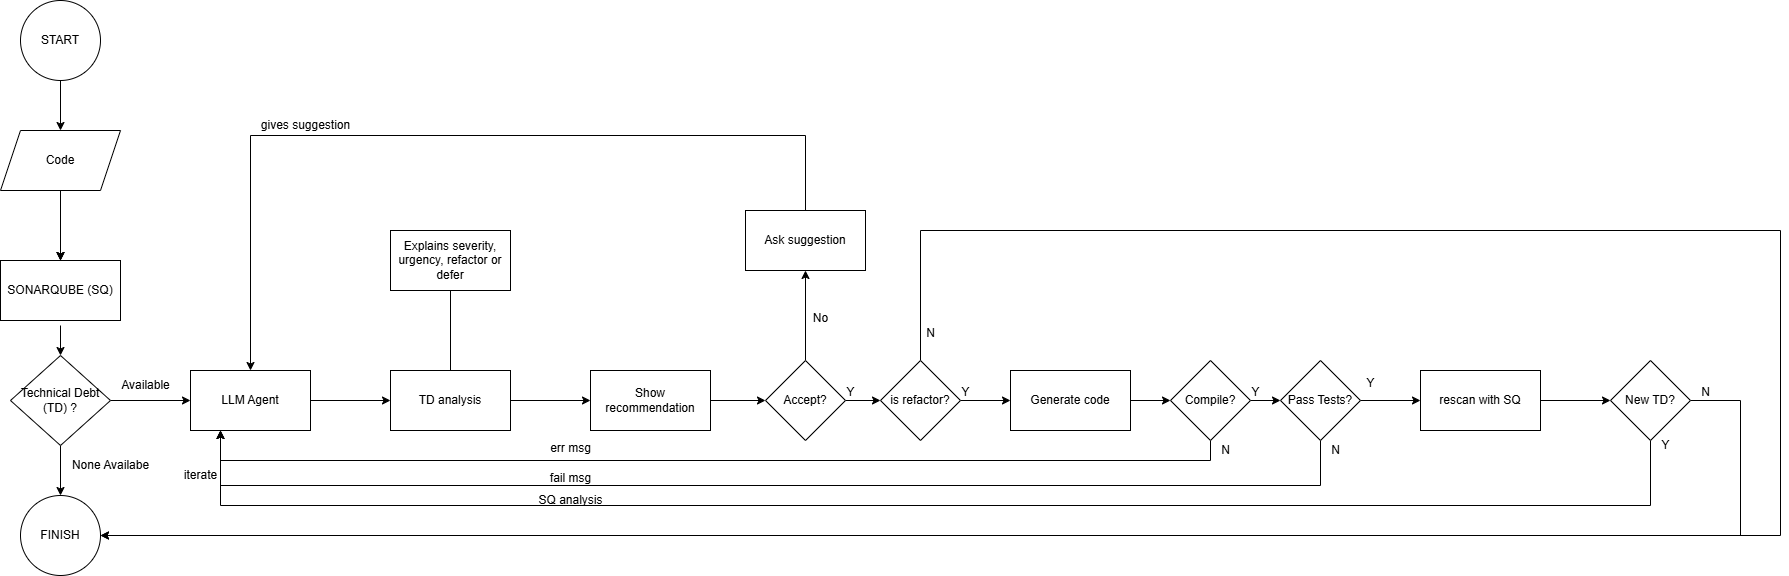 START
Code
SONARQUBE (SQ)
Technical Debt
(TD) ?
Available
None Availabe
FINISH
gives suggestion
LLM Agent
iterate
Explains severity,
urgency, refactor or
defer
TD analysis
Show
recommendation
Ask suggestion
No
Accept?
Y
N
is refactor?
Y
Generate code
Compile?
Y
N
err msg
Pass Tests?
Y
N
fail msg
rescan with SQ
New TD?
N
Y
SQ analysis